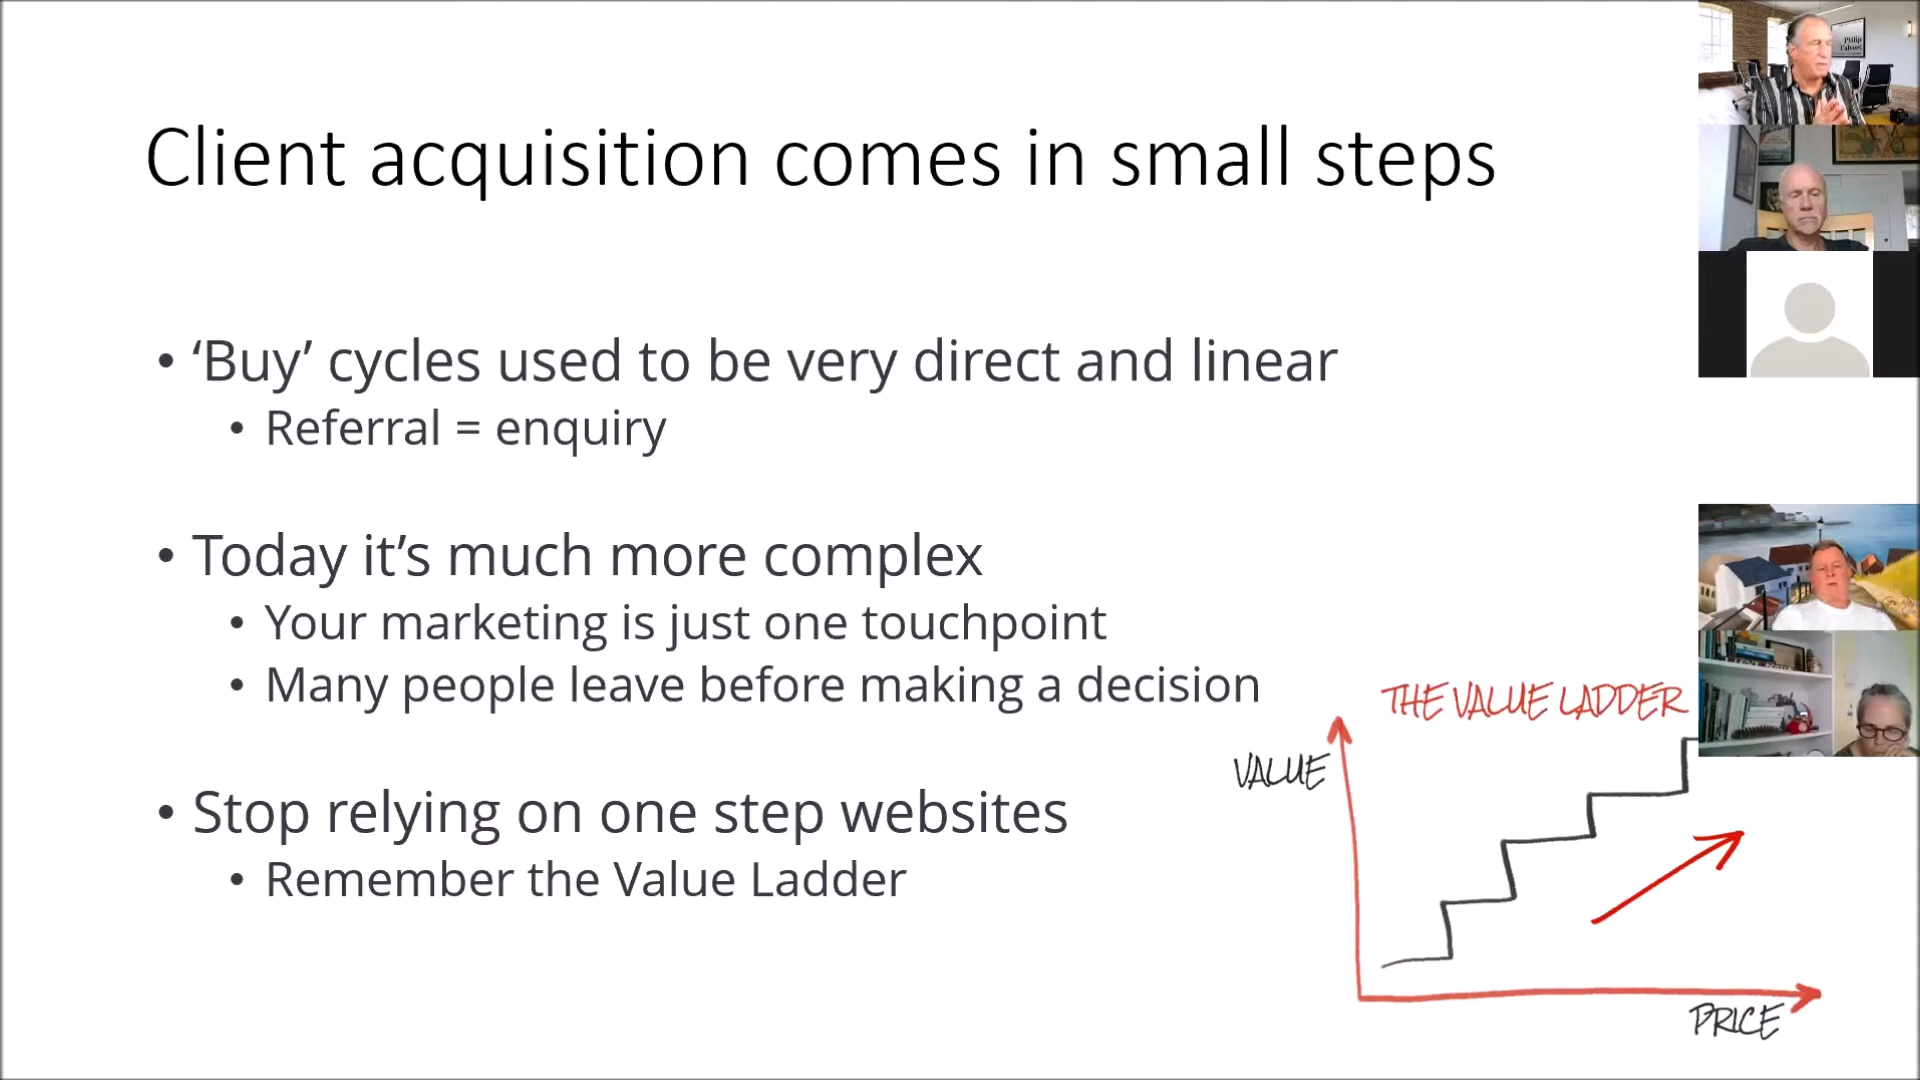 Client acquisition comes in small steps
• ‘Buy’ cycles used to be very direct and linear
• Referral = enquiry
• Today it’s much more complex
• Your marketing is just one touchpoint
• Many people leave before making a decision
• Stop relying on one step websites
• Remember the Value Ladder
THE VALUE LADDER
VALUE
PRICE
Philip
Calvert